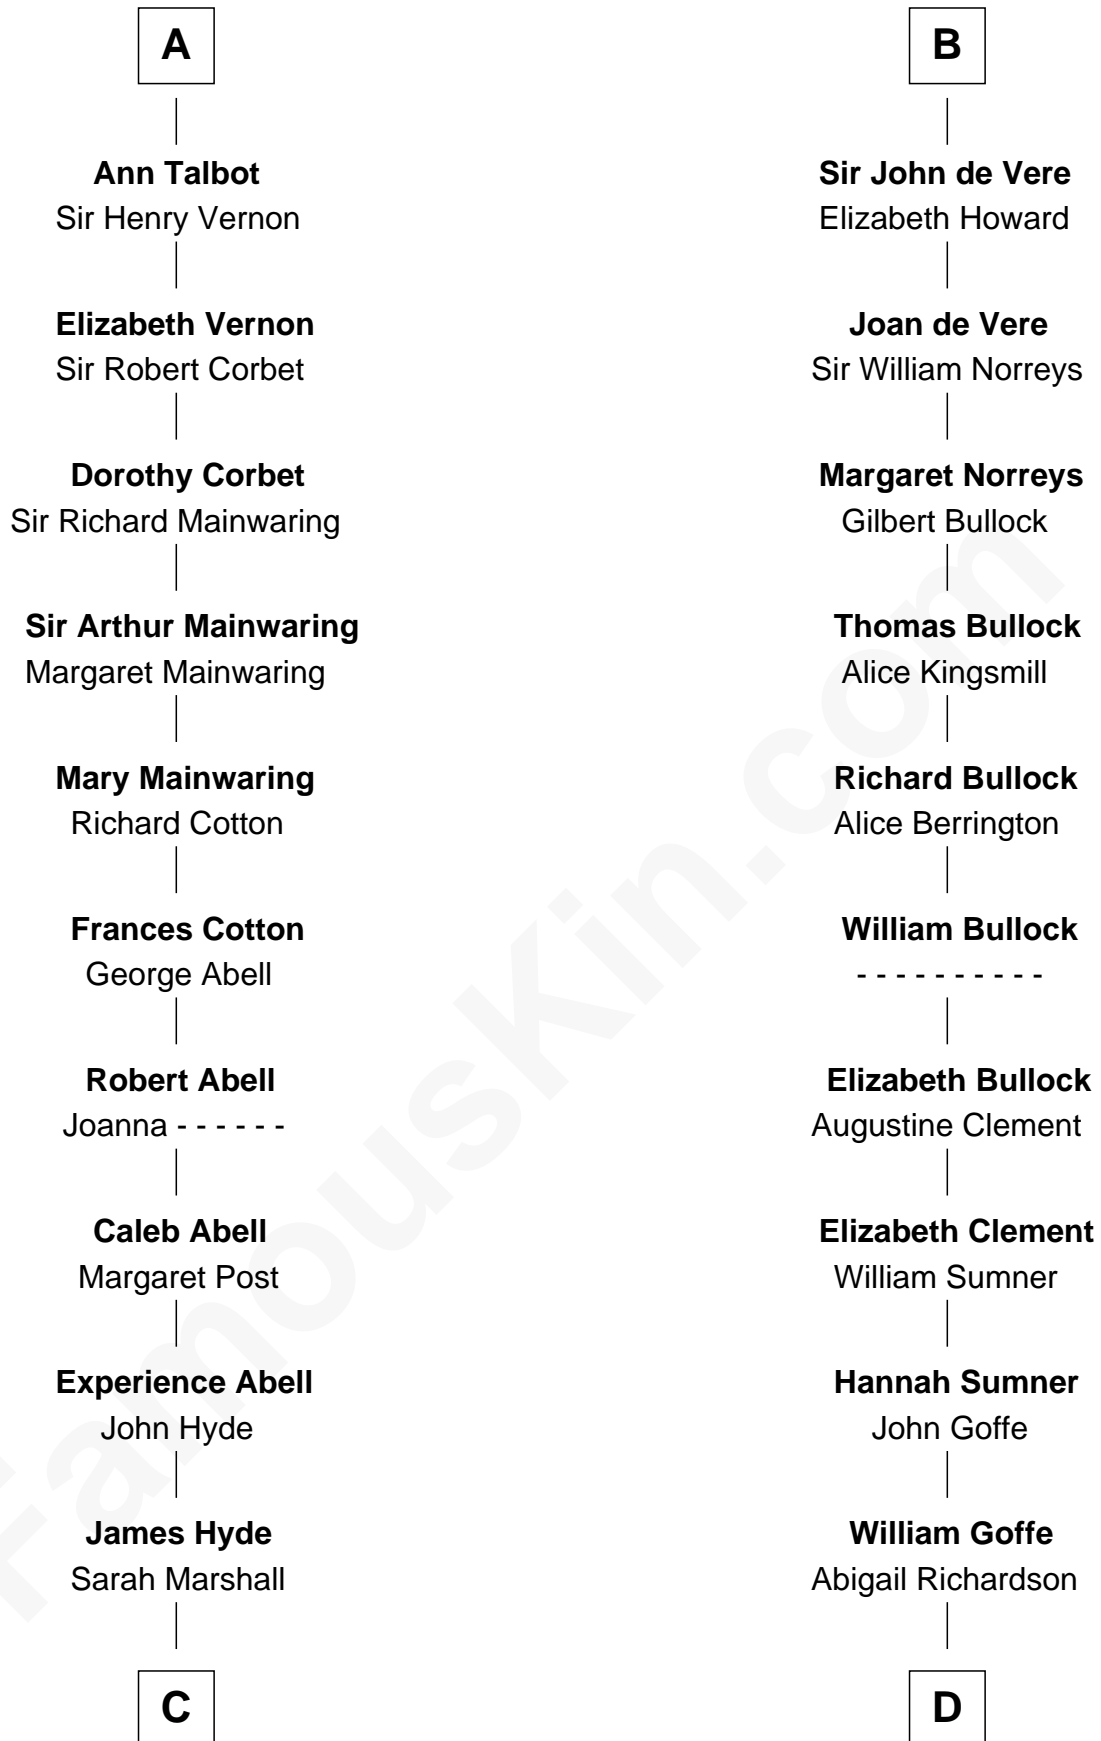 A
Ann Talbot
Sir Henry Vernon
Elizabeth Vernon
Sir Robert Corbet
Dorothy Corbet
Sir Richard Mainwaring
Sir Arthur Mainwaring
Margaret Mainwaring
Mary Mainwaring
Richard Cotton
Frances Cotton
George Abell
Robert Abell
Joanna - - - - - -
Caleb Abell
Margaret Post
Experience Abell
John Hyde
James Hyde
Sarah Marshall
C
B
Sir John de Vere
Elizabeth Howard
Joan de Vere
Sir William Norreys
Margaret Norreys
Gilbert Bullock
Thomas Bullock
Alice Kingsmill
Richard Bullock
Alice Berrington
William Bullock
- - - - - - - - - -
Elizabeth Bullock
Augustine Clement
Elizabeth Clement
William Sumner
Hannah Sumner
John Goffe
William Goffe
Abigail Richardson
D
FamousKin.com